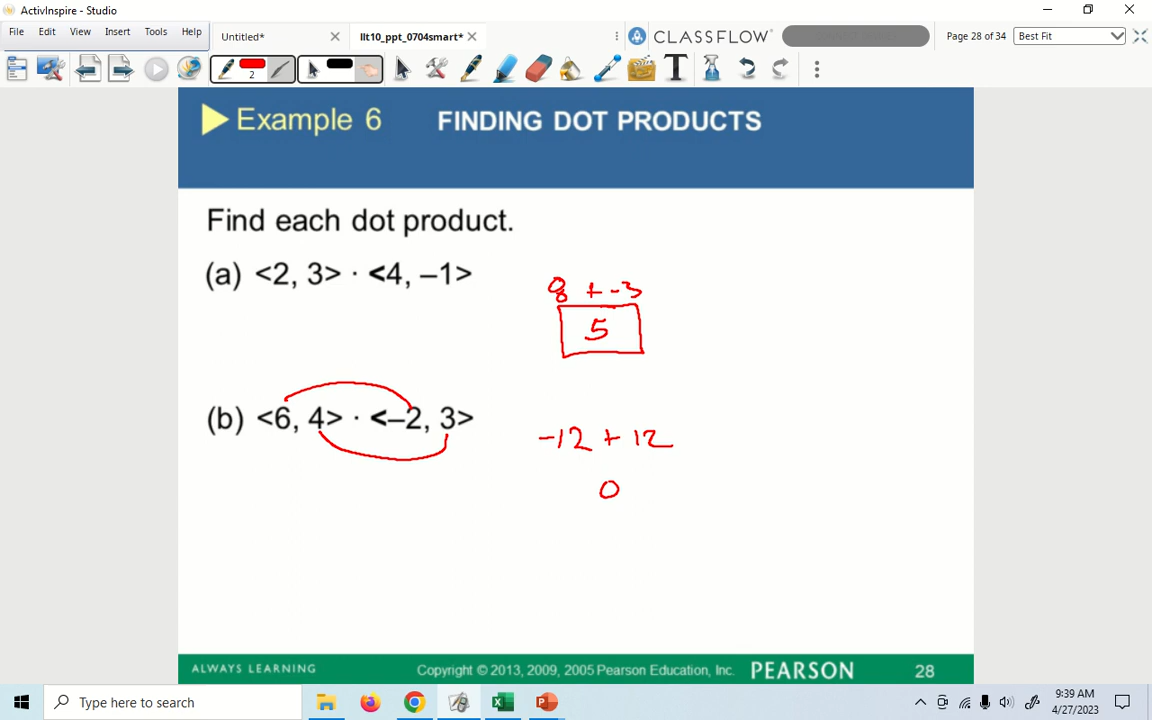 ActivInspire - Studio
File Edit View Insert Tools Help
Untitled* llt10_ppt_0704smart*
CLASSFLOW®
Page 28 of 34 Best Fit
2
Example 6 FINDING DOT PRODUCTS
Find each dot product.
(a) <2, 3> · <4, –1>
8 + -3
5
(b) <6, 4> · <–2, 3>
-12 + 12
0
ALWAYS LEARNING Copyright © 2013, 2009, 2005 Pearson Education, Inc. PEARSON 28
Type here to search
9:39 AM
4/27/2023